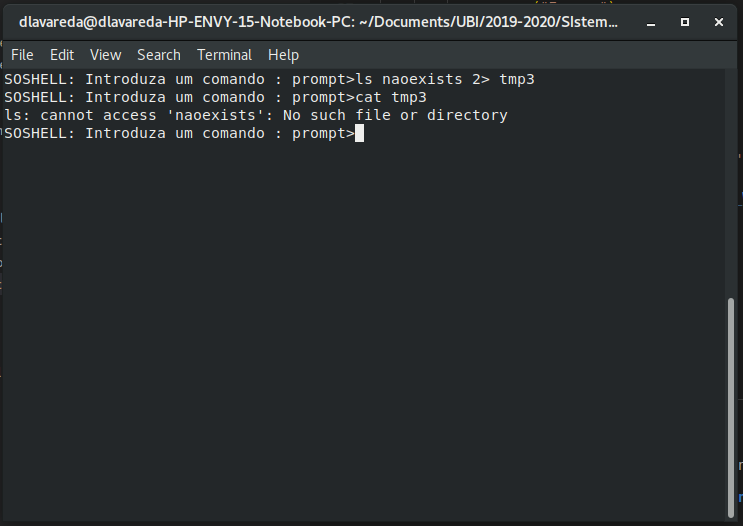 dlavareda@dlavareda-HP-ENVY-15-Notebook-PC: ~/Documents/UBI/2019-2020/SIstem...
File Edit View Search Terminal Help
SOSHELL: Introduza um comando : prompt>ls naoexists 2> tmp3
SOSHELL: Introduza um comando : prompt>cat tmp3
ls: cannot access 'naoexists': No such file or directory
SOSHELL: Introduza um comando : prompt>